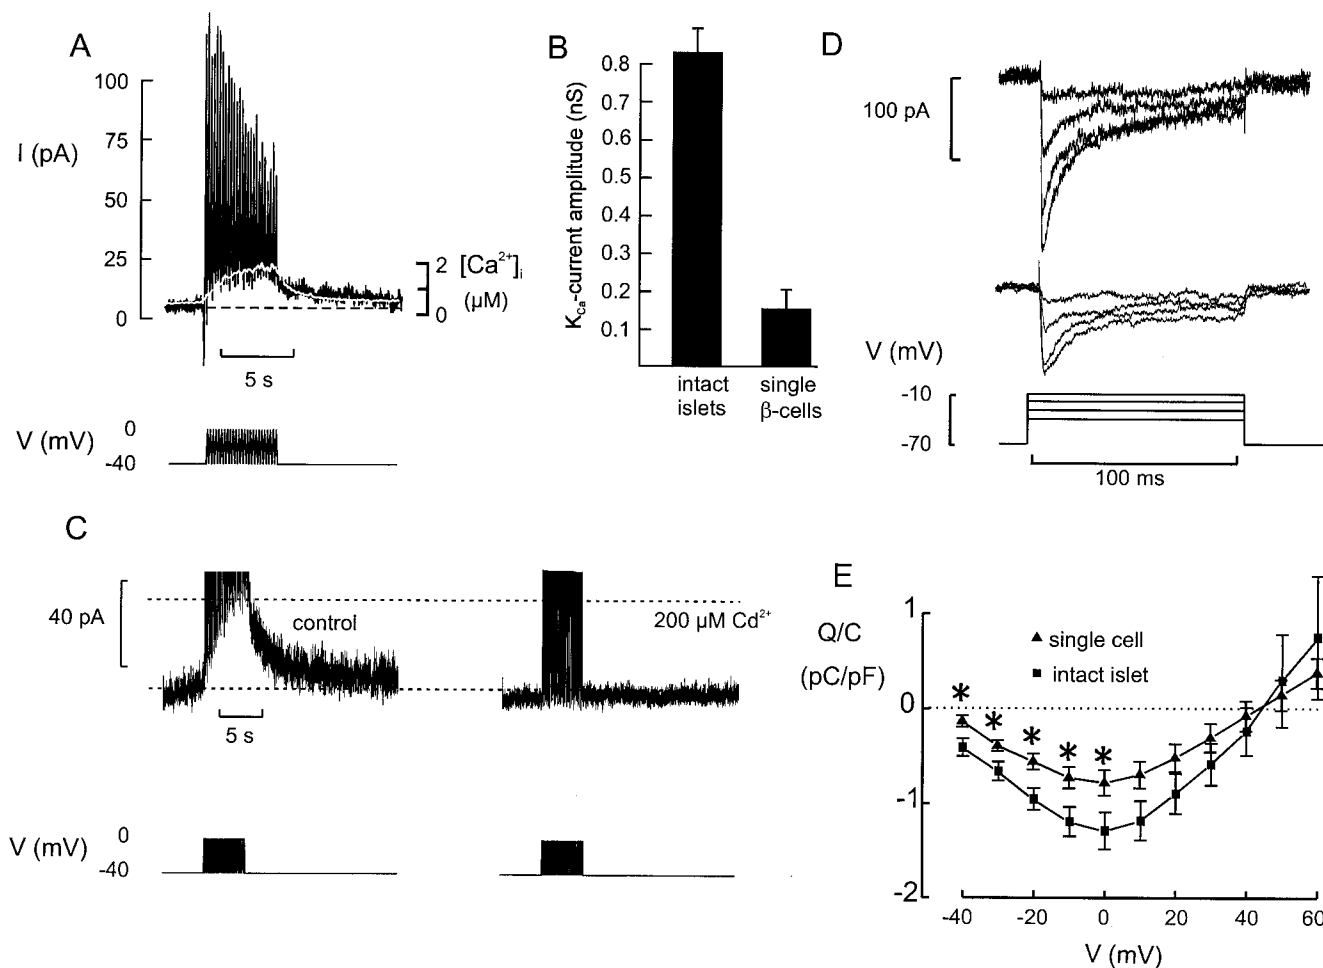 A
I (pA)
100
75
50
25
0
2
1
0
[Ca²⁺]ᵢ
(µM)
5 s
V (mV)
0
-40
B
K_Ca-current amplitude (nS)
0.8
0.7
0.6
0.5
0.4
0.3
0.2
0.1
intact
islets
single
β-cells
C
40 pA
control
200 µM Cd²⁺
5 s
V (mV)
0
-40
D
100 pA
V (mV)
-10
-70
100 ms
E
Q/C
(pC/pF)
1
0
-1
-2
single cell
intact islet
*
*
*
*
*
-40
-20
0
20
40
60
V (mV)